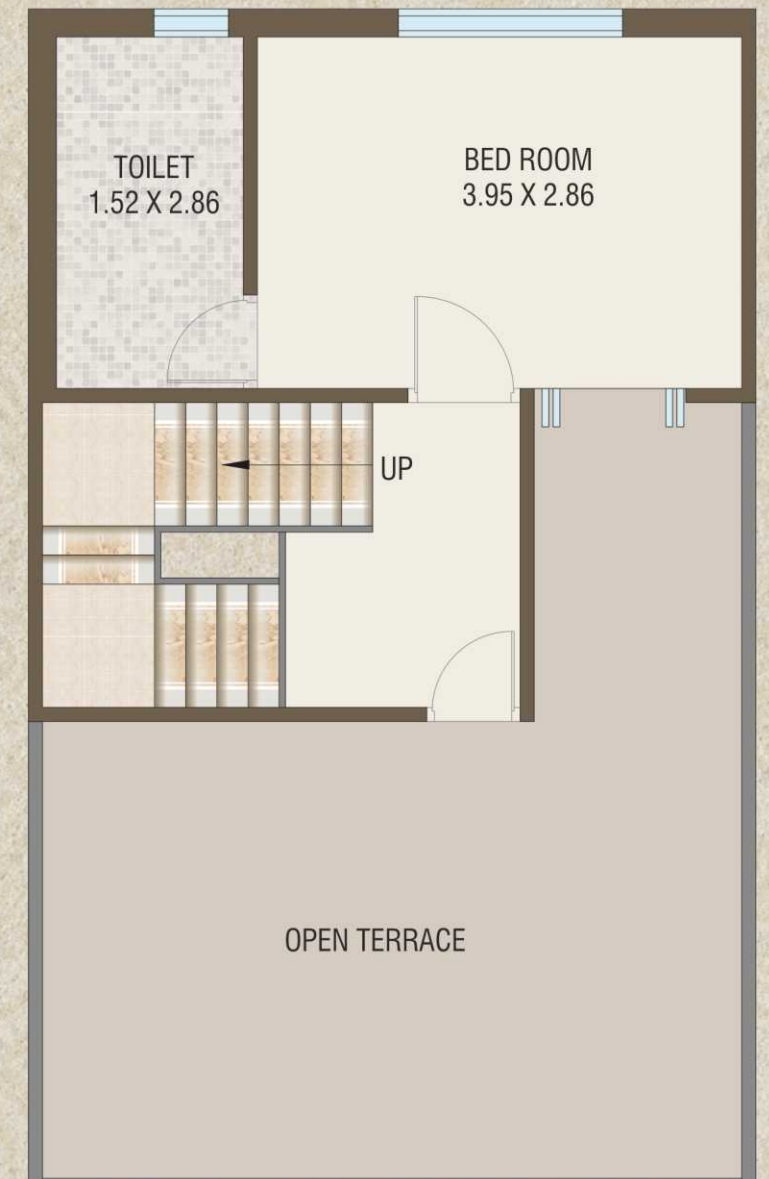 TOILET
1.52 X 2.86
BED ROOM
3.95 X 2.86
UP
OPEN TERRACE